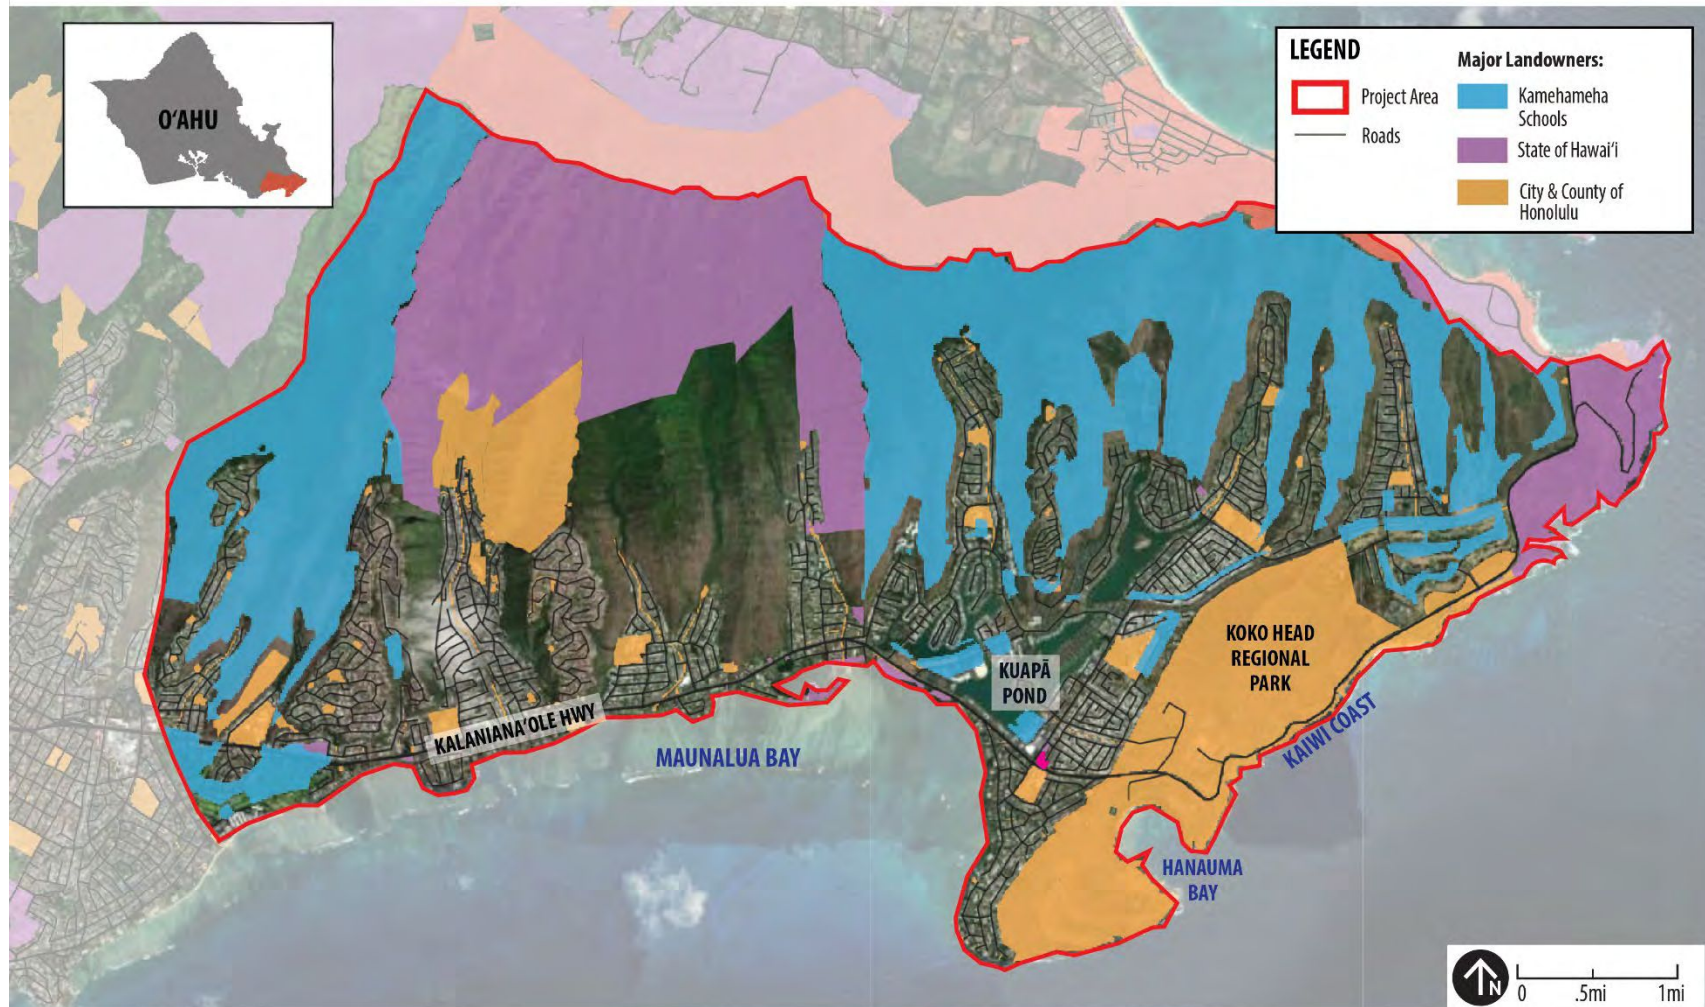 O‘AHU
LEGEND
Project Area
Roads
Major Landowners:
Kamehameha
Schools
State of Hawai‘i
City & County of
Honolulu
KOKO HEAD
REGIONAL
PARK
KUAPĀ
POND
KALANIANA‘OLE HWY
MAUNALUA BAY
KAIWI COAST
HANAUMA
BAY
N
0 .5mi 1mi